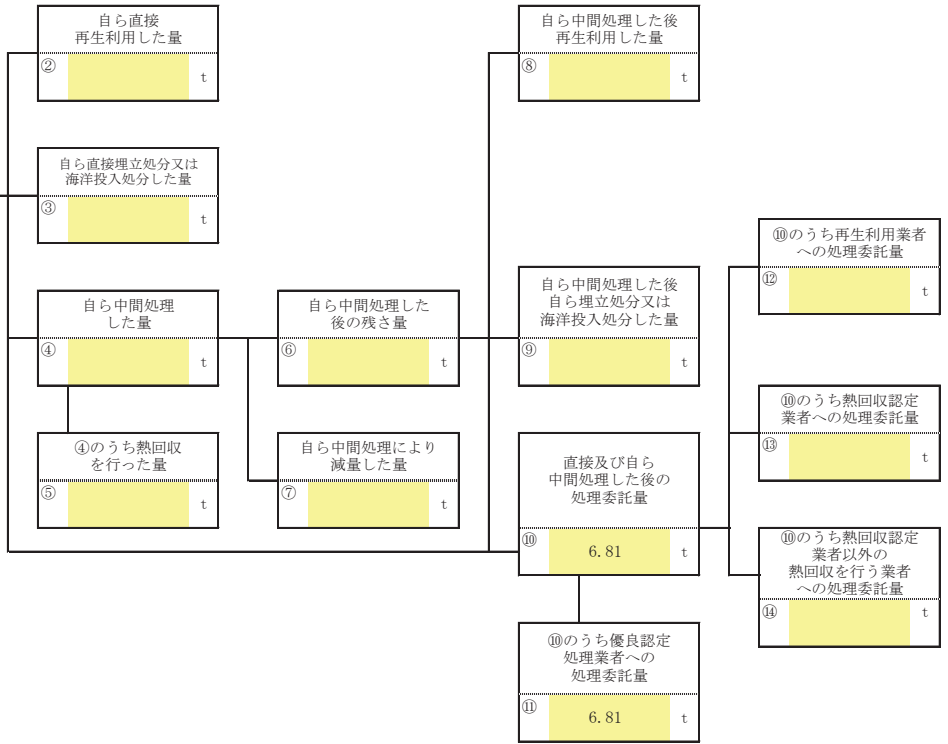 自ら直接
再生利用した量
②
t
自ら中間処理した後
再生利用した量
⑧
t
自ら直接埋立処分又は
海洋投入処分した量
③
t
⑩のうち再生利用業者
への処理委託量
⑫
t
自ら中間処理
した量
④
t
自ら中間処理した
後の残さ量
⑥
t
自ら中間処理した後
自ら埋立処分又は
海洋投入処分した量
⑨
t
⑩のうち熱回収認定
業者への処理委託量
⑬
t
④のうち熱回収
を行った量
⑤
t
自ら中間処理により
減量した量
⑦
t
直接及び自ら
中間処理した後の
処理委託量
⑩
6.81
t
⑩のうち熱回収認定
業者以外の
熱回収を行う業者
への処理委託量
⑭
t
⑩のうち優良認定
処理業者への
処理委託量
⑪
6.81
t